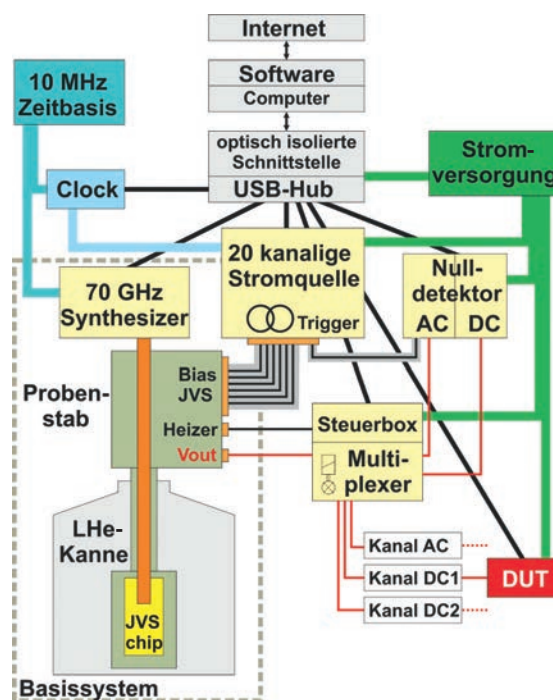 Internet
Software
Computer
10 MHz
Zeitbasis
optisch isolierte
Schnittstelle
USB-Hub
Strom-
versorgung
Clock
20 kanalige
Stromquelle
Trigger
Null-
detektor
AC DC
70 GHz
Synthesizer
Proben-
stab
Bias
JVS
Heizer
Vout
Steuerbox
Multi-
plexer
LHe-
Kanne
JVS
chip
Kanal AC
Kanal DC1
Kanal DC2
DUT
Basissystem